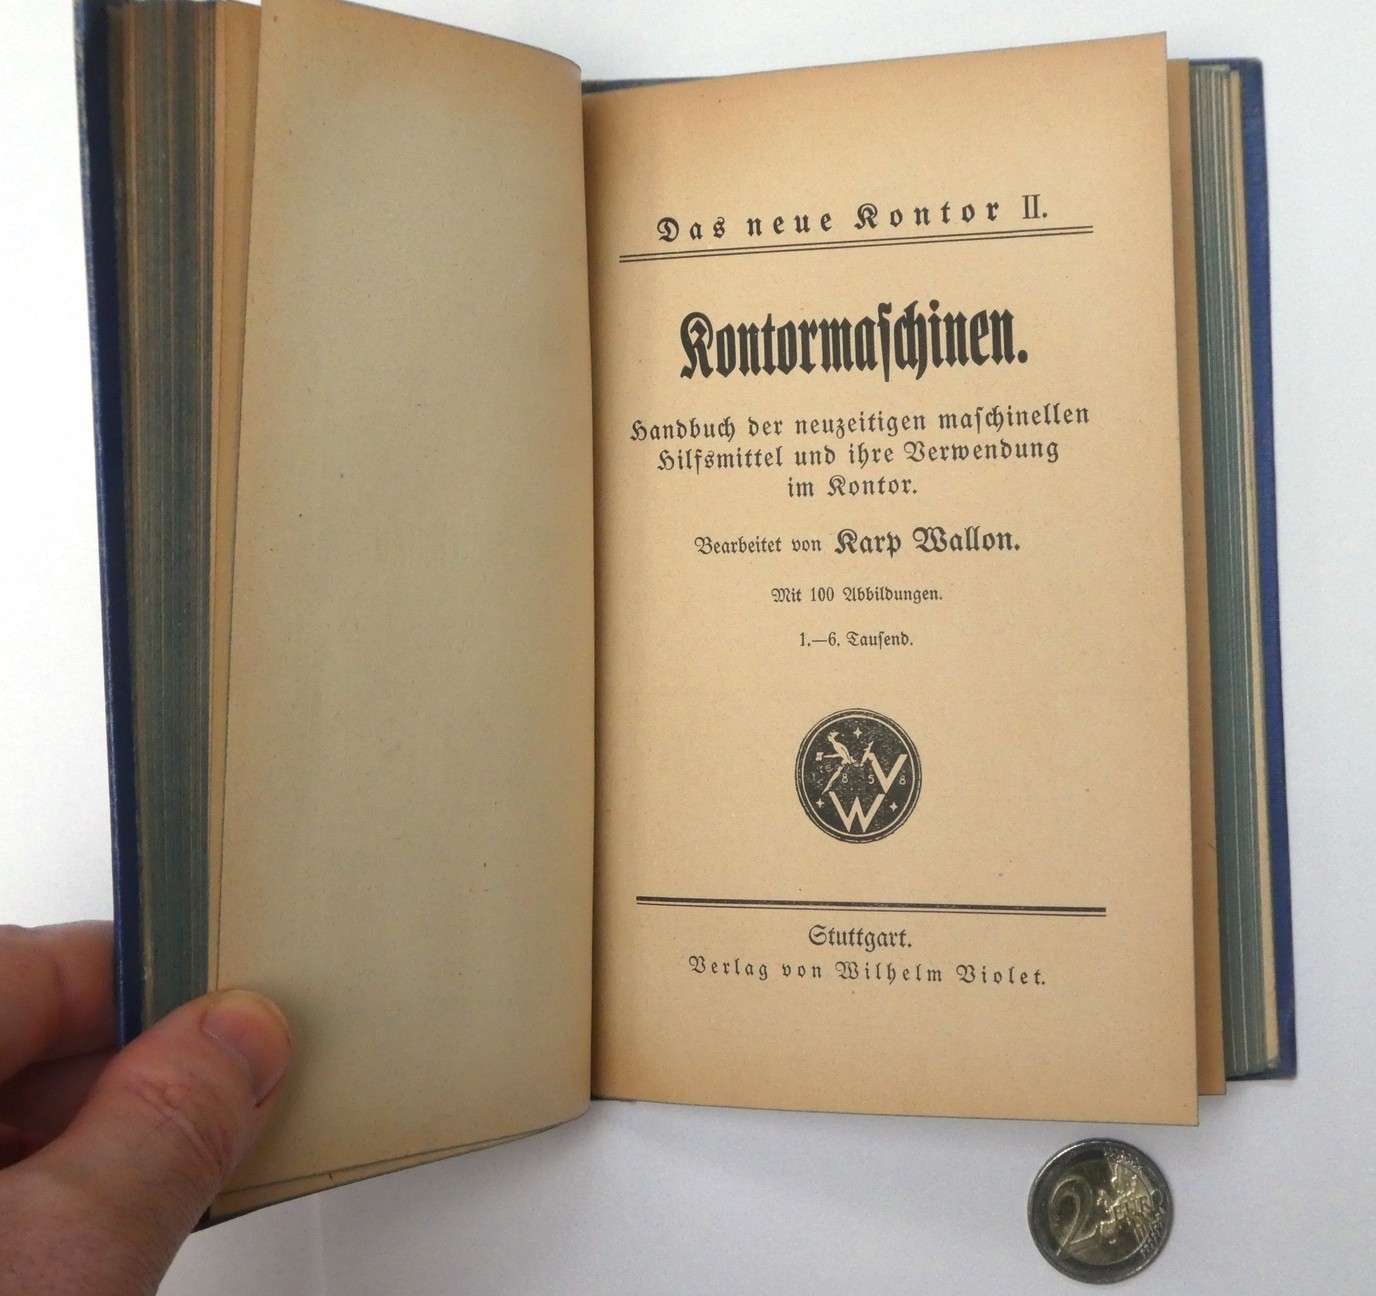 Das neue Kontor II.
Kontormaſchinen.
Handbuch der neuzeitigen maſchinellen
Hilfsmittel und ihre Verwendung
im Kontor.
Bearbeitet von Karp Wallon.
Mit 100 Abbildungen.
1.—6. Tauſend.
1858
W V
Stuttgart.
Verlag von Wilhelm Violet.
2 EURO